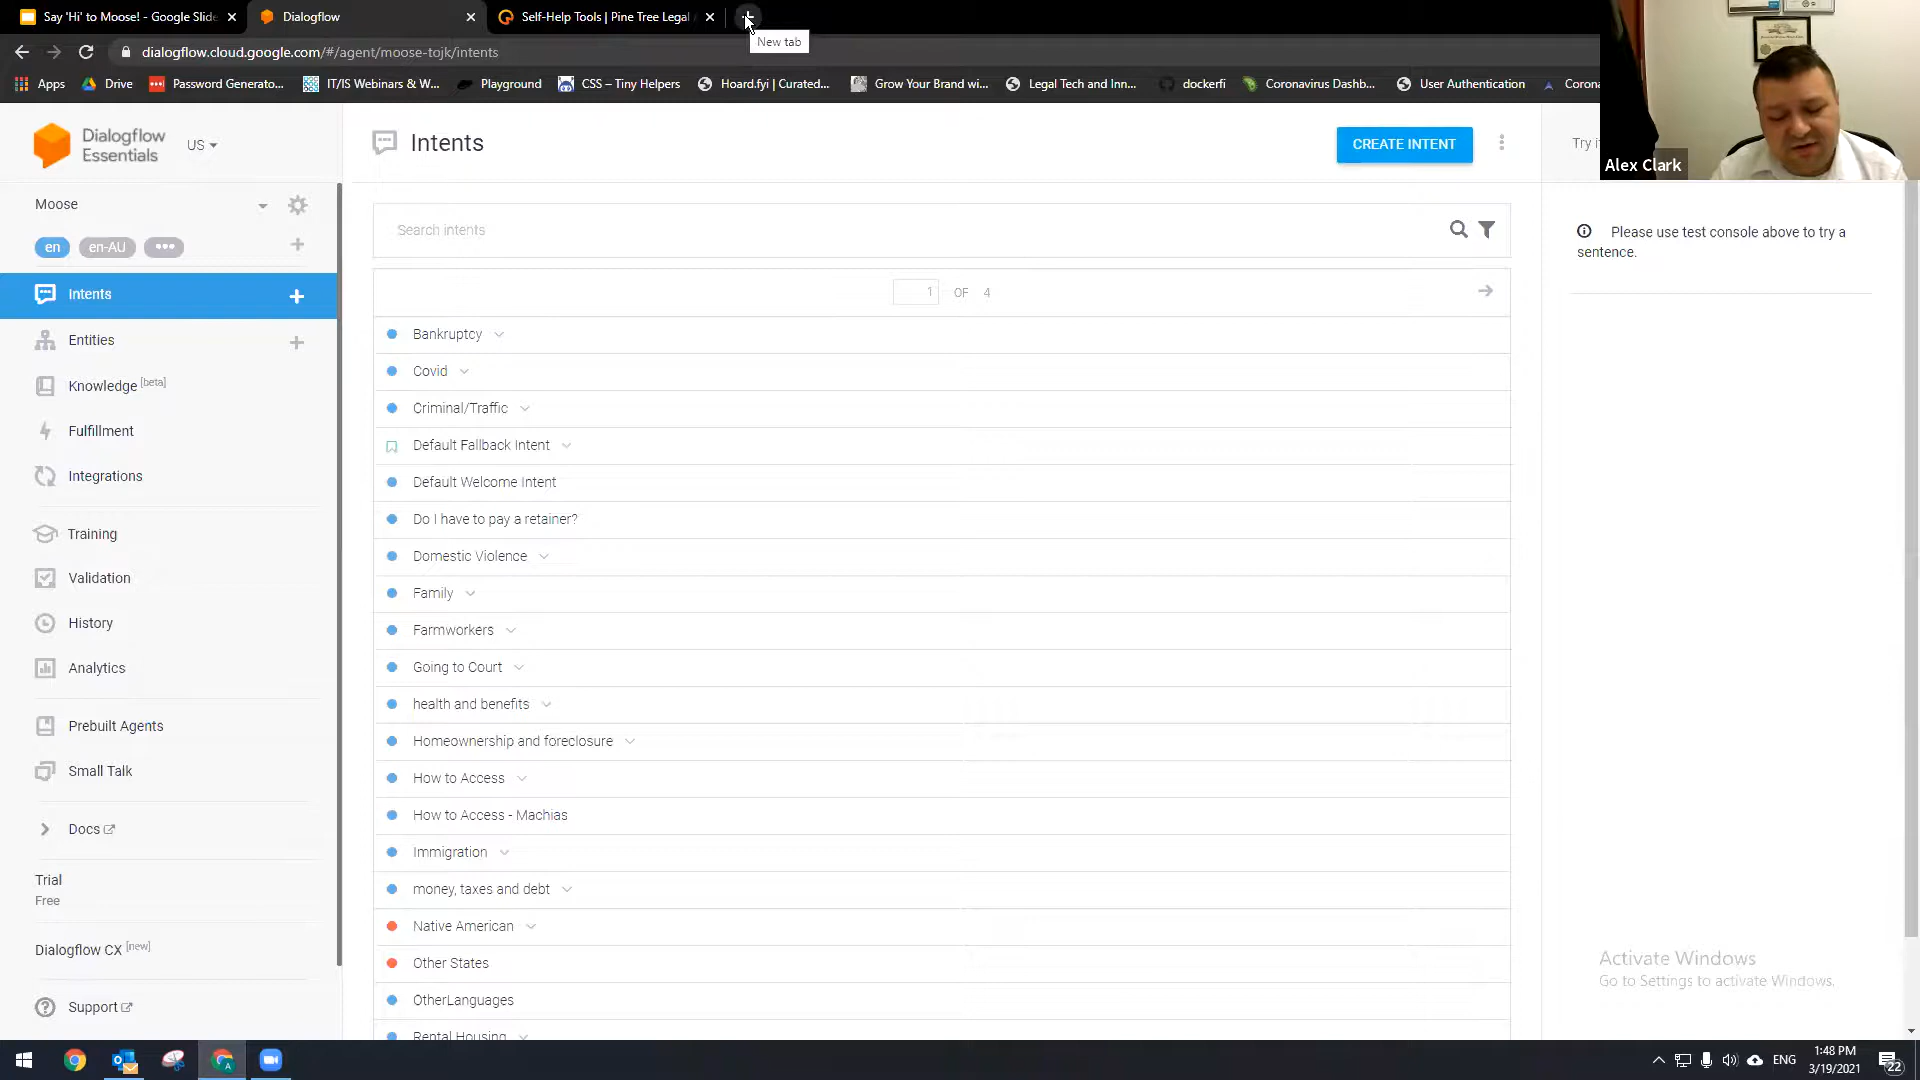 Say 'Hi' to Moose! - Google Slide
Dialogflow
Self-Help Tools | Pine Tree Legal
New tab
dialogflow.cloud.google.com/#/agent/moose-tojk/intents
Apps
Drive
Password Generato...
IT/IS Webinars & W...
Playground
CSS – Tiny Helpers
Hoard.fyi | Curated...
Grow Your Brand wi...
Legal Tech and Inn...
dockerfi
Coronavirus Dashb...
User Authentication
Corona
Alex Clark
Dialogflow
Essentials
US
Intents
CREATE INTENT
Try i
Moose
en
en-AU
Search intents
Please use test console above to try a
sentence.
Intents
1 OF 4
Entities
Knowledge [beta]
Fulfillment
Integrations
Training
Validation
History
Analytics
Prebuilt Agents
Small Talk
Docs
Trial
Free
Dialogflow CX [new]
Support
Bankruptcy
Covid
Criminal/Traffic
Default Fallback Intent
Default Welcome Intent
Do I have to pay a retainer?
Domestic Violence
Family
Farmworkers
Going to Court
health and benefits
Homeownership and foreclosure
How to Access
How to Access - Machias
Immigration
money, taxes and debt
Native American
Other States
OtherLanguages
Rental Housing
Activate Windows
Go to Settings to activate Windows.
ENG
1:48 PM
3/19/2021
22